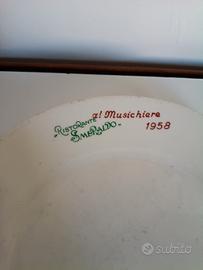 al Musichiere
1958
-RISTORANTE
SMERALDO-
subito